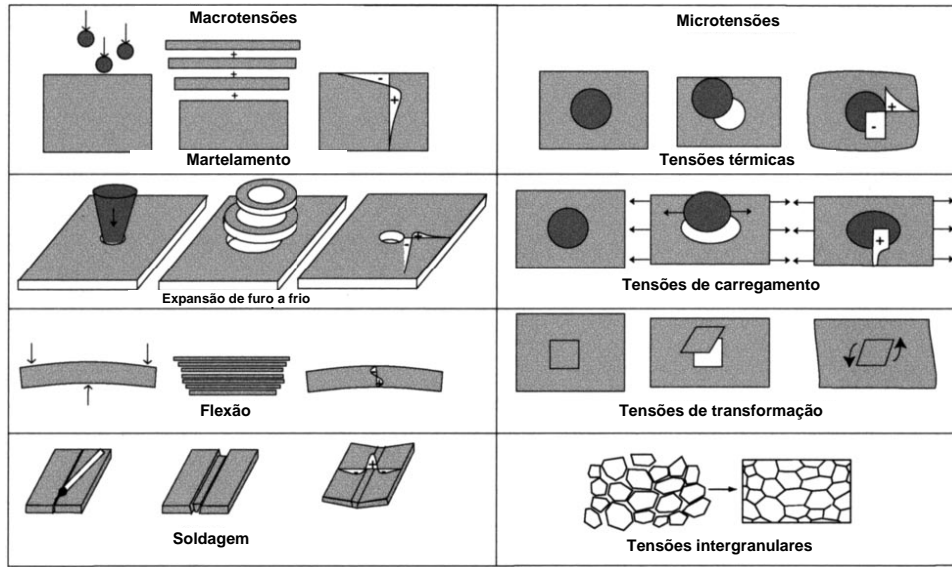 Macrotensões
Martelamento
Expansão de furo a frio
Flexão
Soldagem
Microtensões
Tensões térmicas
Tensões de carregamento
Tensões de transformação
Tensões intergranulares